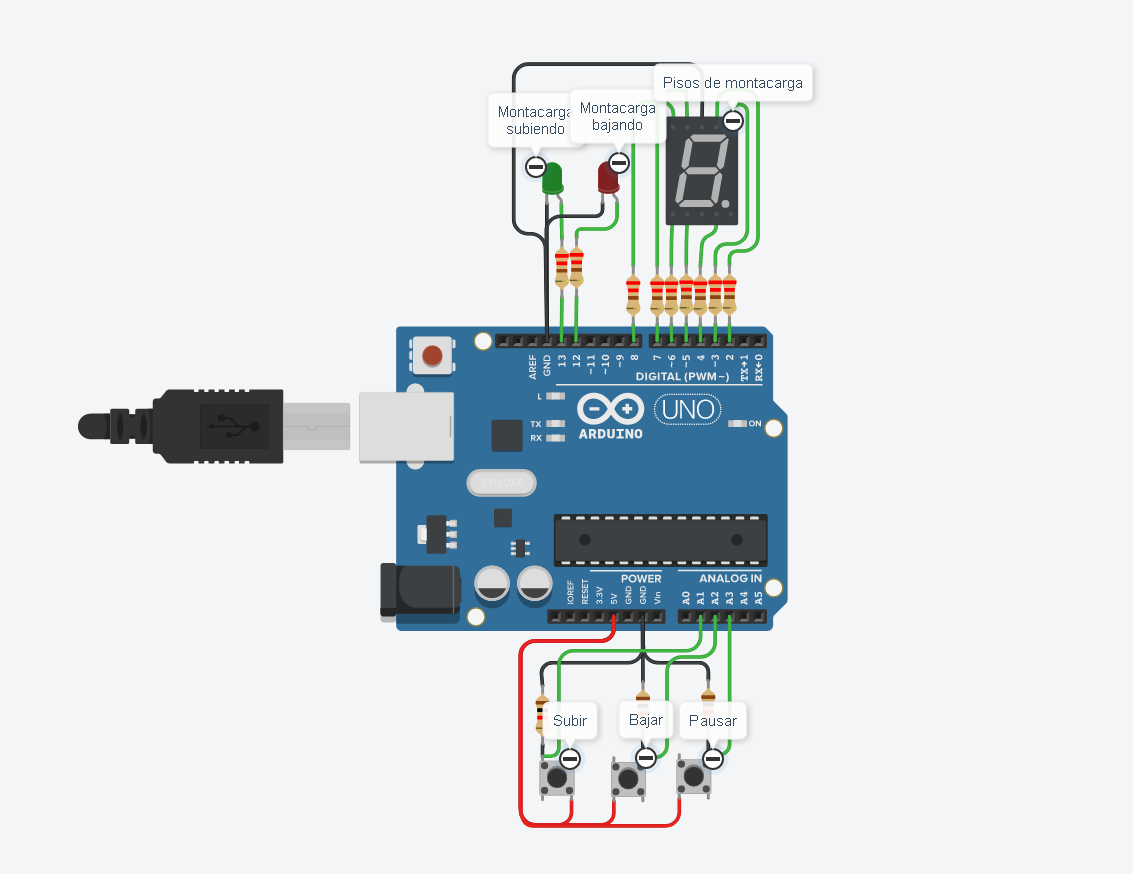 Pisos de montacarga
Montacarga
subiendo
Montacarga
bajando
AREF
GND
13
12
~11
~10
~9
8
7
~6
~5
4
~3
2
TX→1
RX←0
DIGITAL (PWM~)
L
TX
RX
ARDUINO
UNO
ON
POWER
ANALOG IN
IOREF
RESET
3.3V
5V
GND
GND
Vin
A0
A1
A2
A3
A4
A5
Subir
Bajar
Pausar